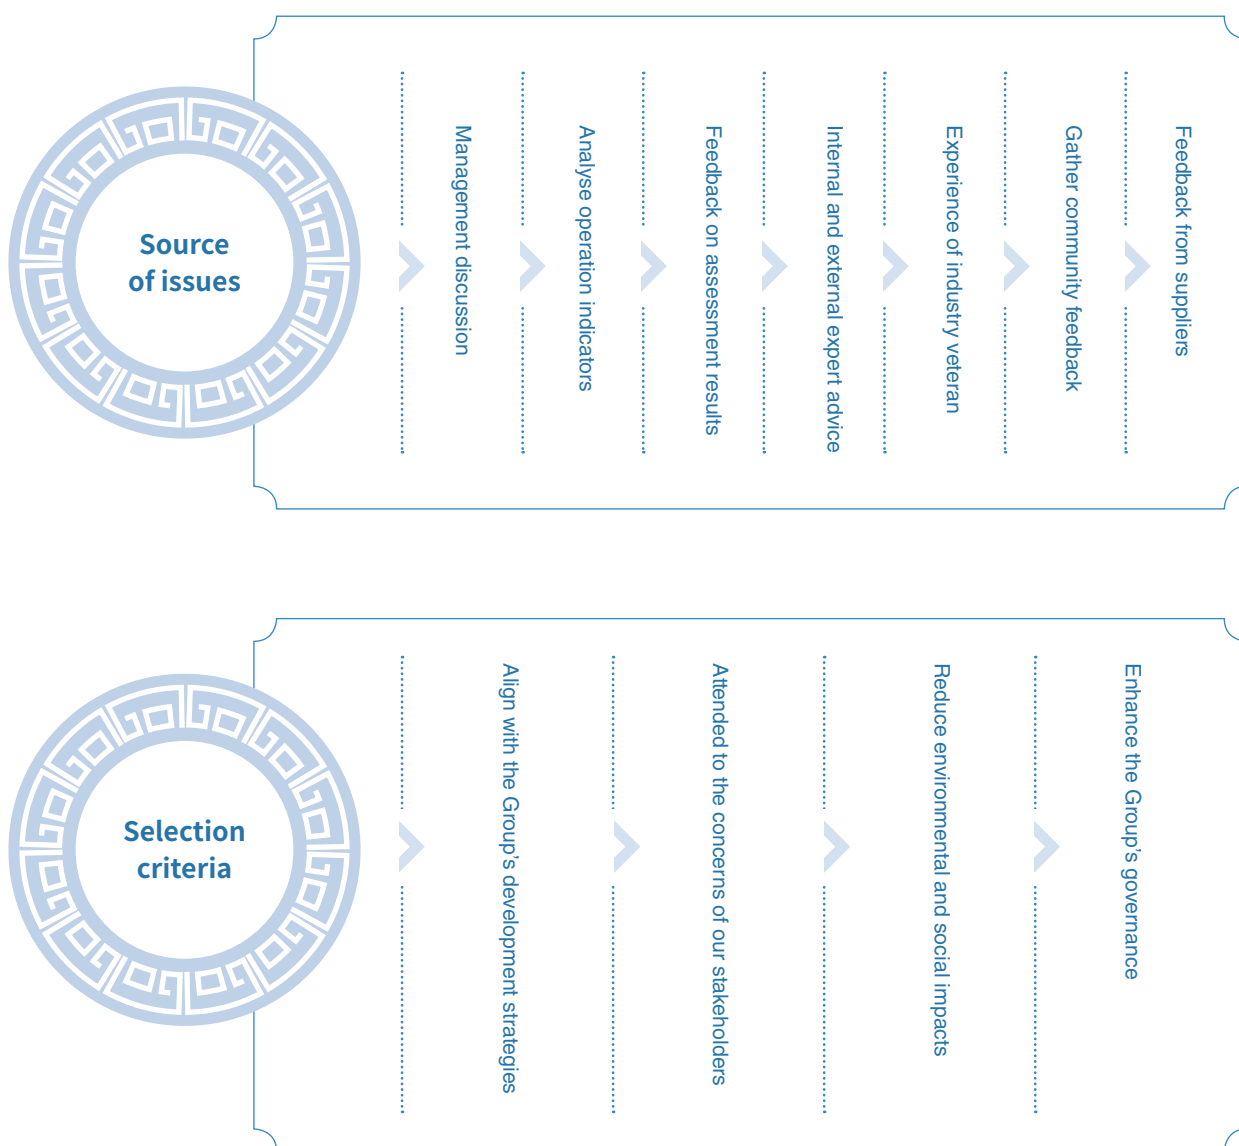 Source
of issues
Management discussion
Analyse operation indicators
Feedback on assessment results
Internal and external expert advice
Experience of industry veteran
Gather community feedback
Feedback from suppliers
Selection
criteria
Align with the Group's development strategies
Attended to the concerns of our stakeholders
Reduce environmental and social impacts
Enhance the Group's governance